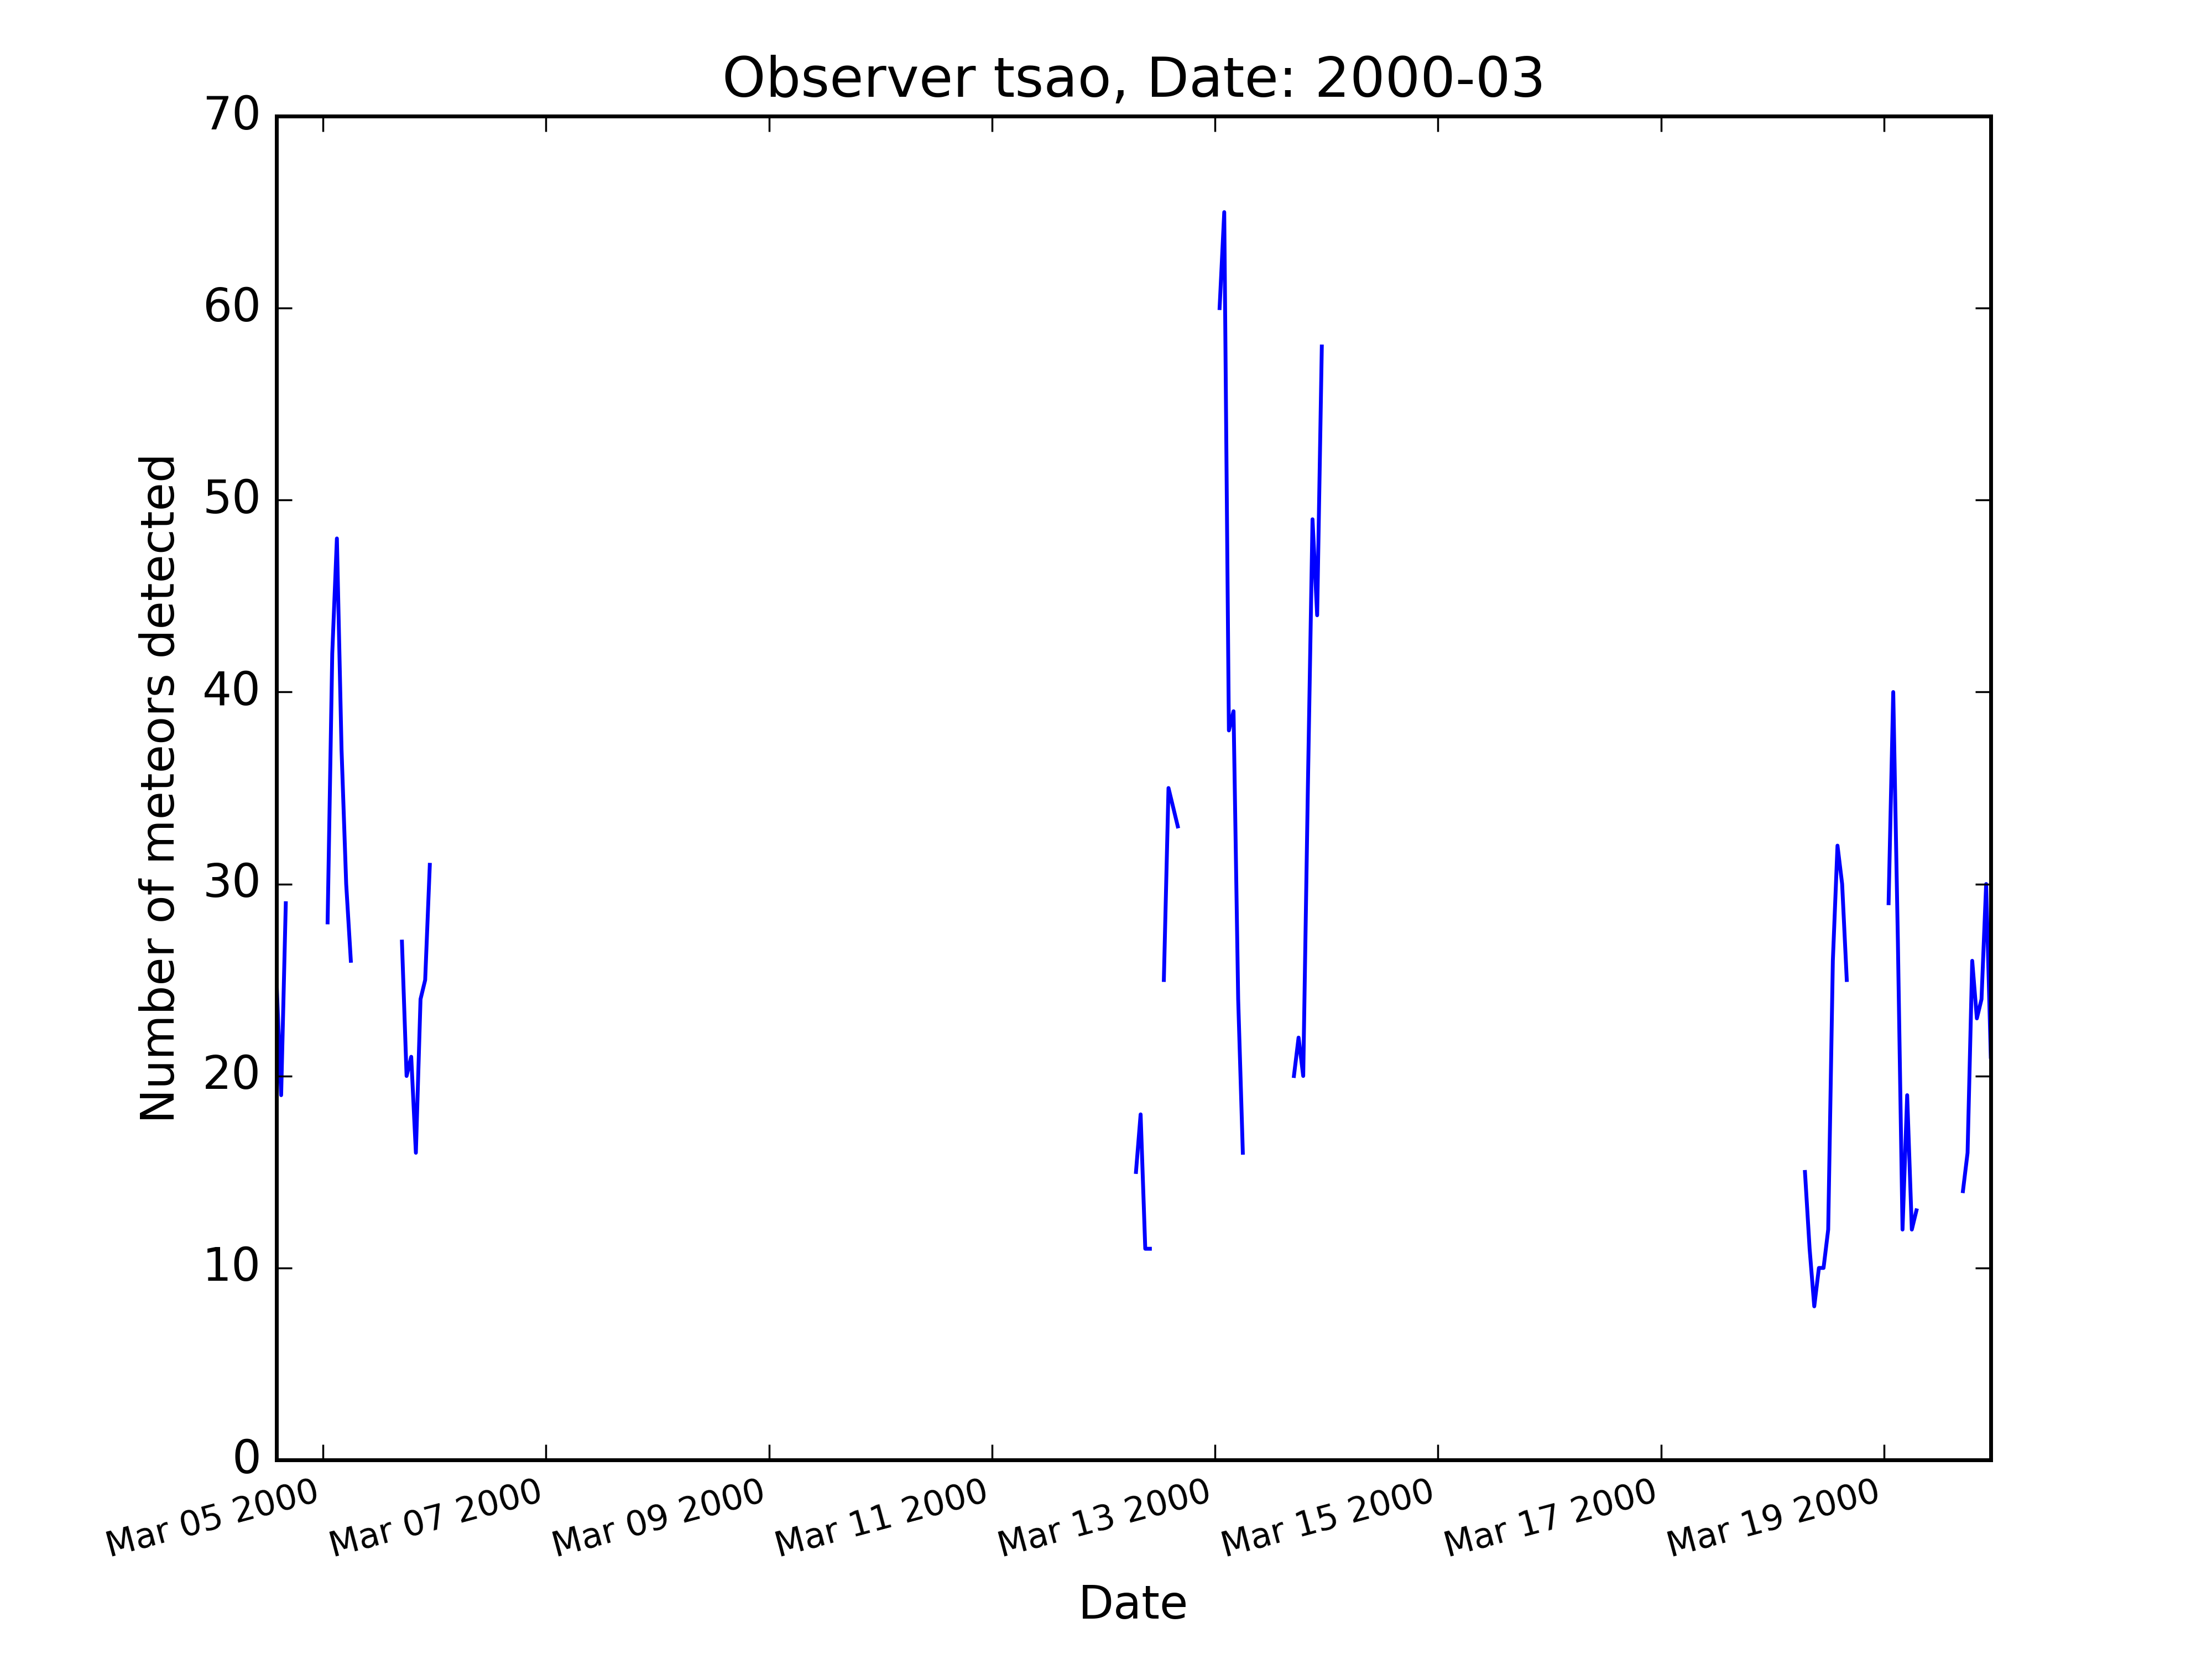 Observer tsao, Date: 2000-03
Number of meteors detected
70
60
50
40
30
20
10
0
Mar 05 2000
Mar 07 2000
Mar 09 2000
Mar 11 2000
Mar 13 2000
Mar 15 2000
Mar 17 2000
Mar 19 2000
Date